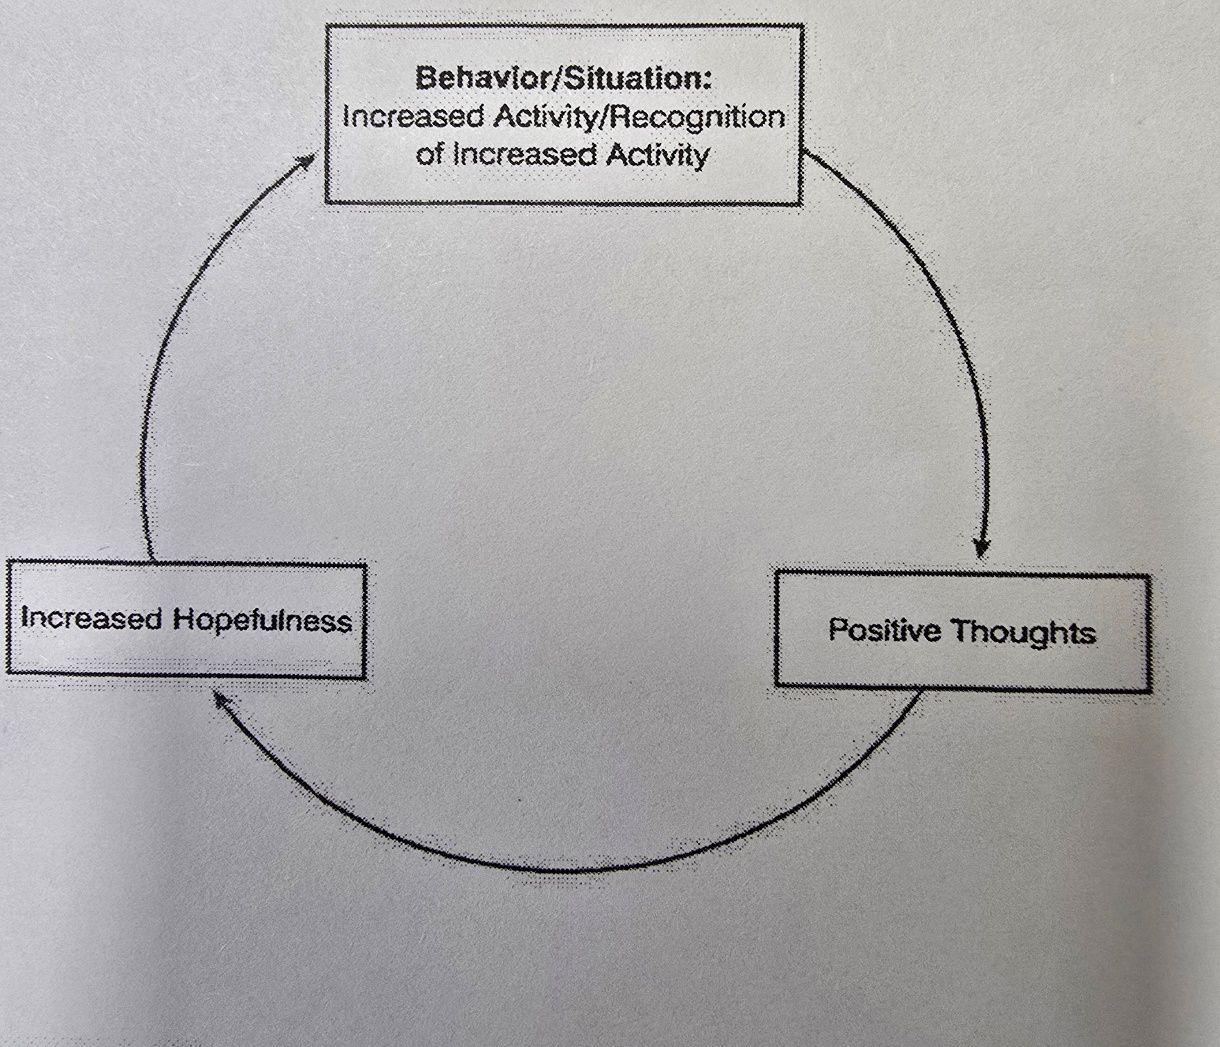 Behavior/Situation:
Increased Activity/Recognition
of Increased Activity
Increased Hopefulness
Positive Thoughts